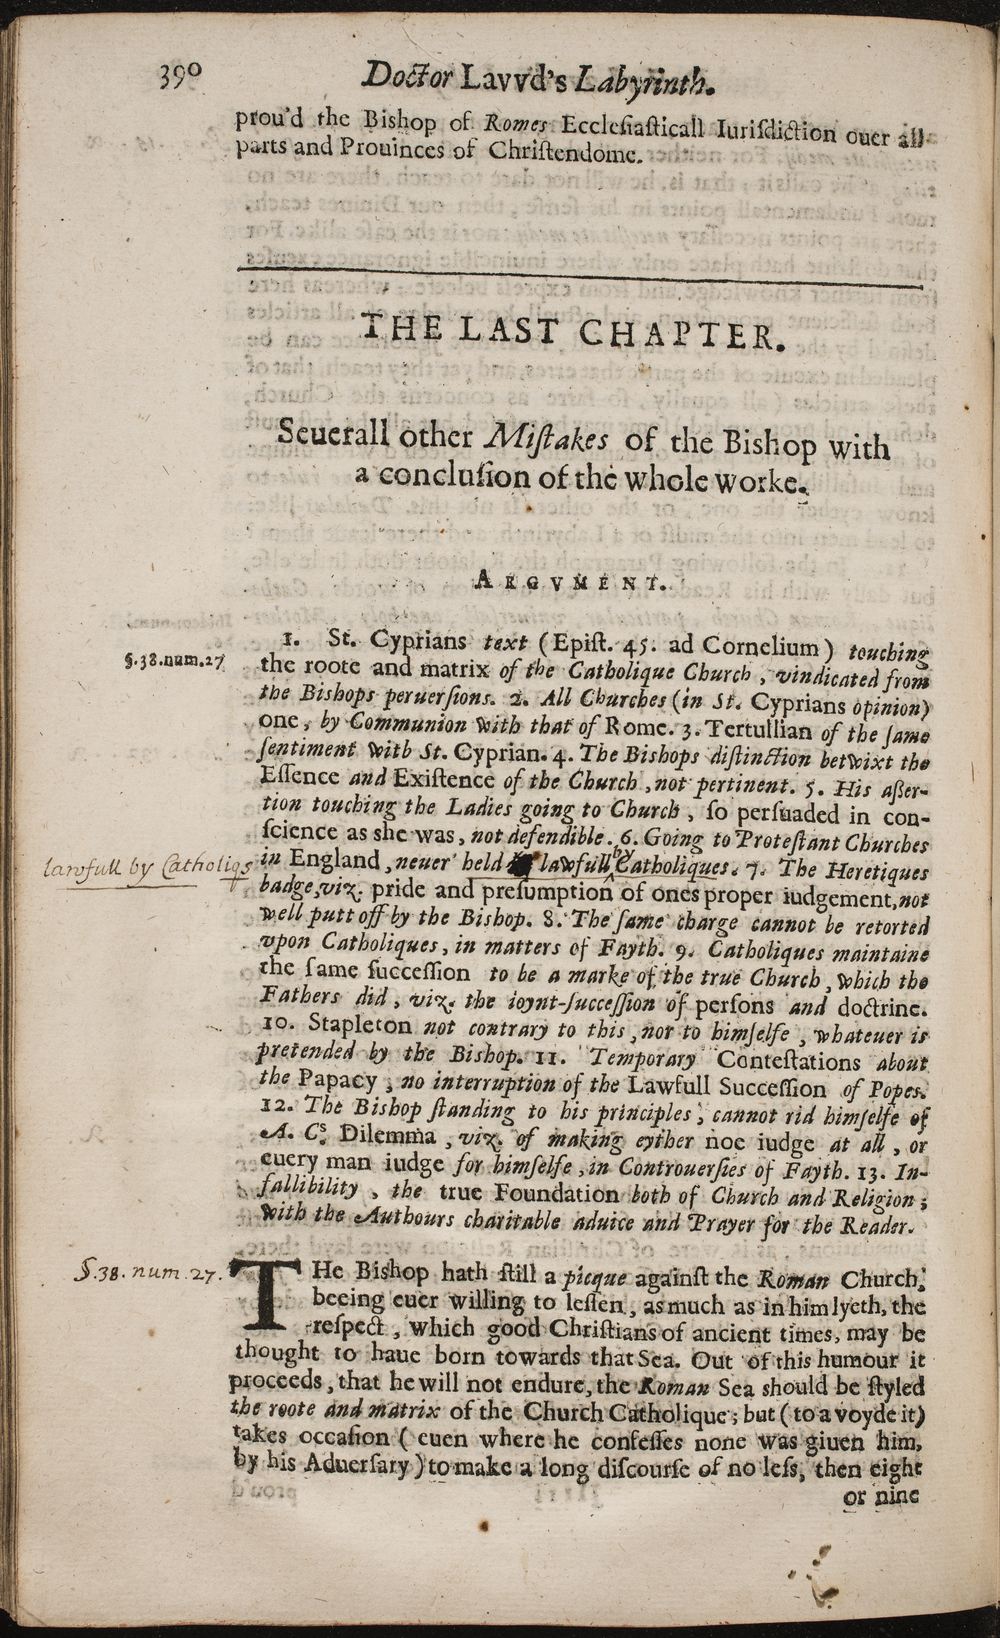 390
Doctor Lavvd's Labyrinth.
prou'd the Bishop of Romes Ecclesiasticall Iurisdiction ouer all
parts and Prouinces of Christendome.
THE LAST CHAPTER.
Seuerall other Mistakes of the Bishop with
a conclusion of the whole worke.
ARGVMENT.
§.38.num.27
1. St. Cyprians text (Epist. 45. ad Cornelium) touching
the roote and matrix of the Catholique Church, vindicated from
the Bishops peruersions. 2. All Churches (in St. Cyprians opinion)
one, by Communion with that of Rome. 3. Tertullian of the same
sentiment with St. Cyprian. 4. The Bishops distinction betwixt the
Essence and Existence of the Church, not pertinent. 5. His asser-
tion touching the Ladies going to Church, so persuaded in con-
science as she was, not defendible. 6. Going to Protestant Churches
lawfull by Catholiqs
in England, neuer held lawfull by Catholiques. 7. The Heretiques
badge, viz. pride and presumption of ones proper iudgement, not
well putt off by the Bishop. 8. The same charge cannot be retorted
vpon Catholiques, in matters of Fayth. 9. Catholiques maintaine
the same succession to be a marke of the true Church, which the
Fathers did, viz. the ioynt-succession of persons and doctrine.
10. Stapleton not contrary to this, nor to himselfe, whateuer is
pretended by the Bishop. 11. Temporary Contestations about
the Papacy, no interruption of the Lawfull Succession of Popes.
12. The Bishop standing to his principles, cannot rid himselfe of
A. Cs. Dilemma, viz. of making eyther noe iudge at all, or
euery man iudge for himselfe, in Controuersies of Fayth. 13. In-
fallibility, the true Foundation both of Church and Religion;
with the Authours charitable aduice and Prayer for the Reader.
§.38.num.27.
THe Bishop hath still a picque against the Roman Church,
beeing euer willing to lessen, as much as in him lyeth, the
respect, which good Christians of ancient times, may be
thought to haue born towards that Sea. Out of this humour it
proceeds, that he will not endure, the Roman Sea should be styled
the roote and matrix of the Church Catholique; but (to avoyde it)
takes occasion (euen where he confesses none was giuen him,
by his Aduersary) to make a long discourse of no less, then eight
or nine